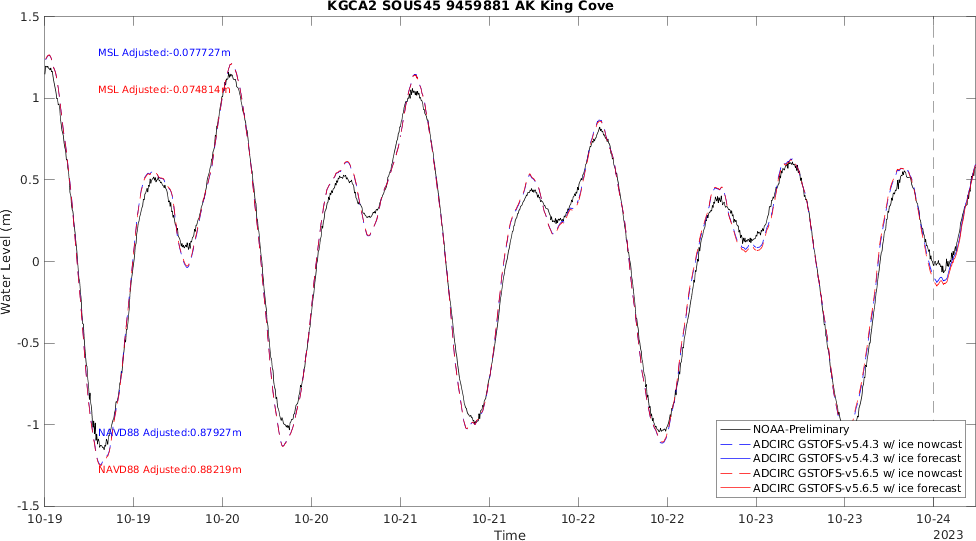 KGCA2 SOUS45 9459881 AK King Cove
1.5
1
0.5
0
-0.5
-1
-1.5
Water Level (m)
MSL Adjusted:-0.077727m
MSL Adjusted:-0.074814m
NAVD88 Adjusted:0.87927m
NAVD88 Adjusted:0.88219m
NOAA-Preliminary
ADCIRC GSTOFS-v5.4.3 w/ ice nowcast
ADCIRC GSTOFS-v5.4.3 w/ ice forecast
ADCIRC GSTOFS-v5.6.5 w/ ice nowcast
ADCIRC GSTOFS-v5.6.5 w/ ice forecast
10-19 10-19 10-20 10-20 10-21 10-21 10-22 10-22 10-23 10-23 10-24
2023
Time